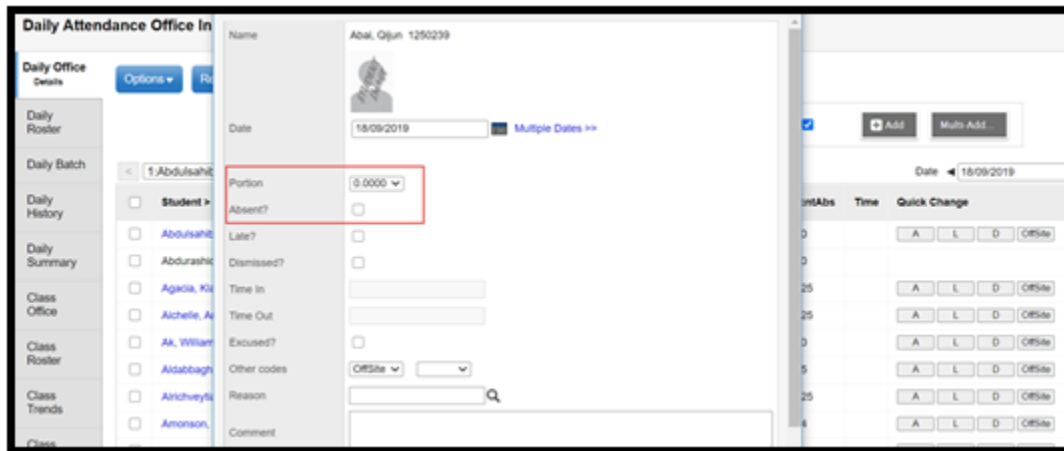 Daily Attendance Office In
Daily Office
Details
Daily
Roster
Daily Batch
Daily
History
Daily
Summary
Class
Office
Class
Roster
Class
Trends
Class
Options
1:Abdulsahib
Student >
Abdulsahib
Abdurashid
Agacia,
Aichelle,
Ak, William
Aldabbagh
Amonson,
Name
Abai, Qijun 1250239
Date
18/09/2019
Multiple Dates >>
Portion
0.0000
Absent?
Late?
Dismissed?
Time In
Time Out
Excused?
Other codes
OffSite
Reason
Comment
Add
Multi-Add...
Date
18/09/2019
Time
Quick Change
A L D OffSite
A L D OffSite
A L D OffSite
A L D OffSite
A L D OffSite
A L D OffSite
A L D OffSite